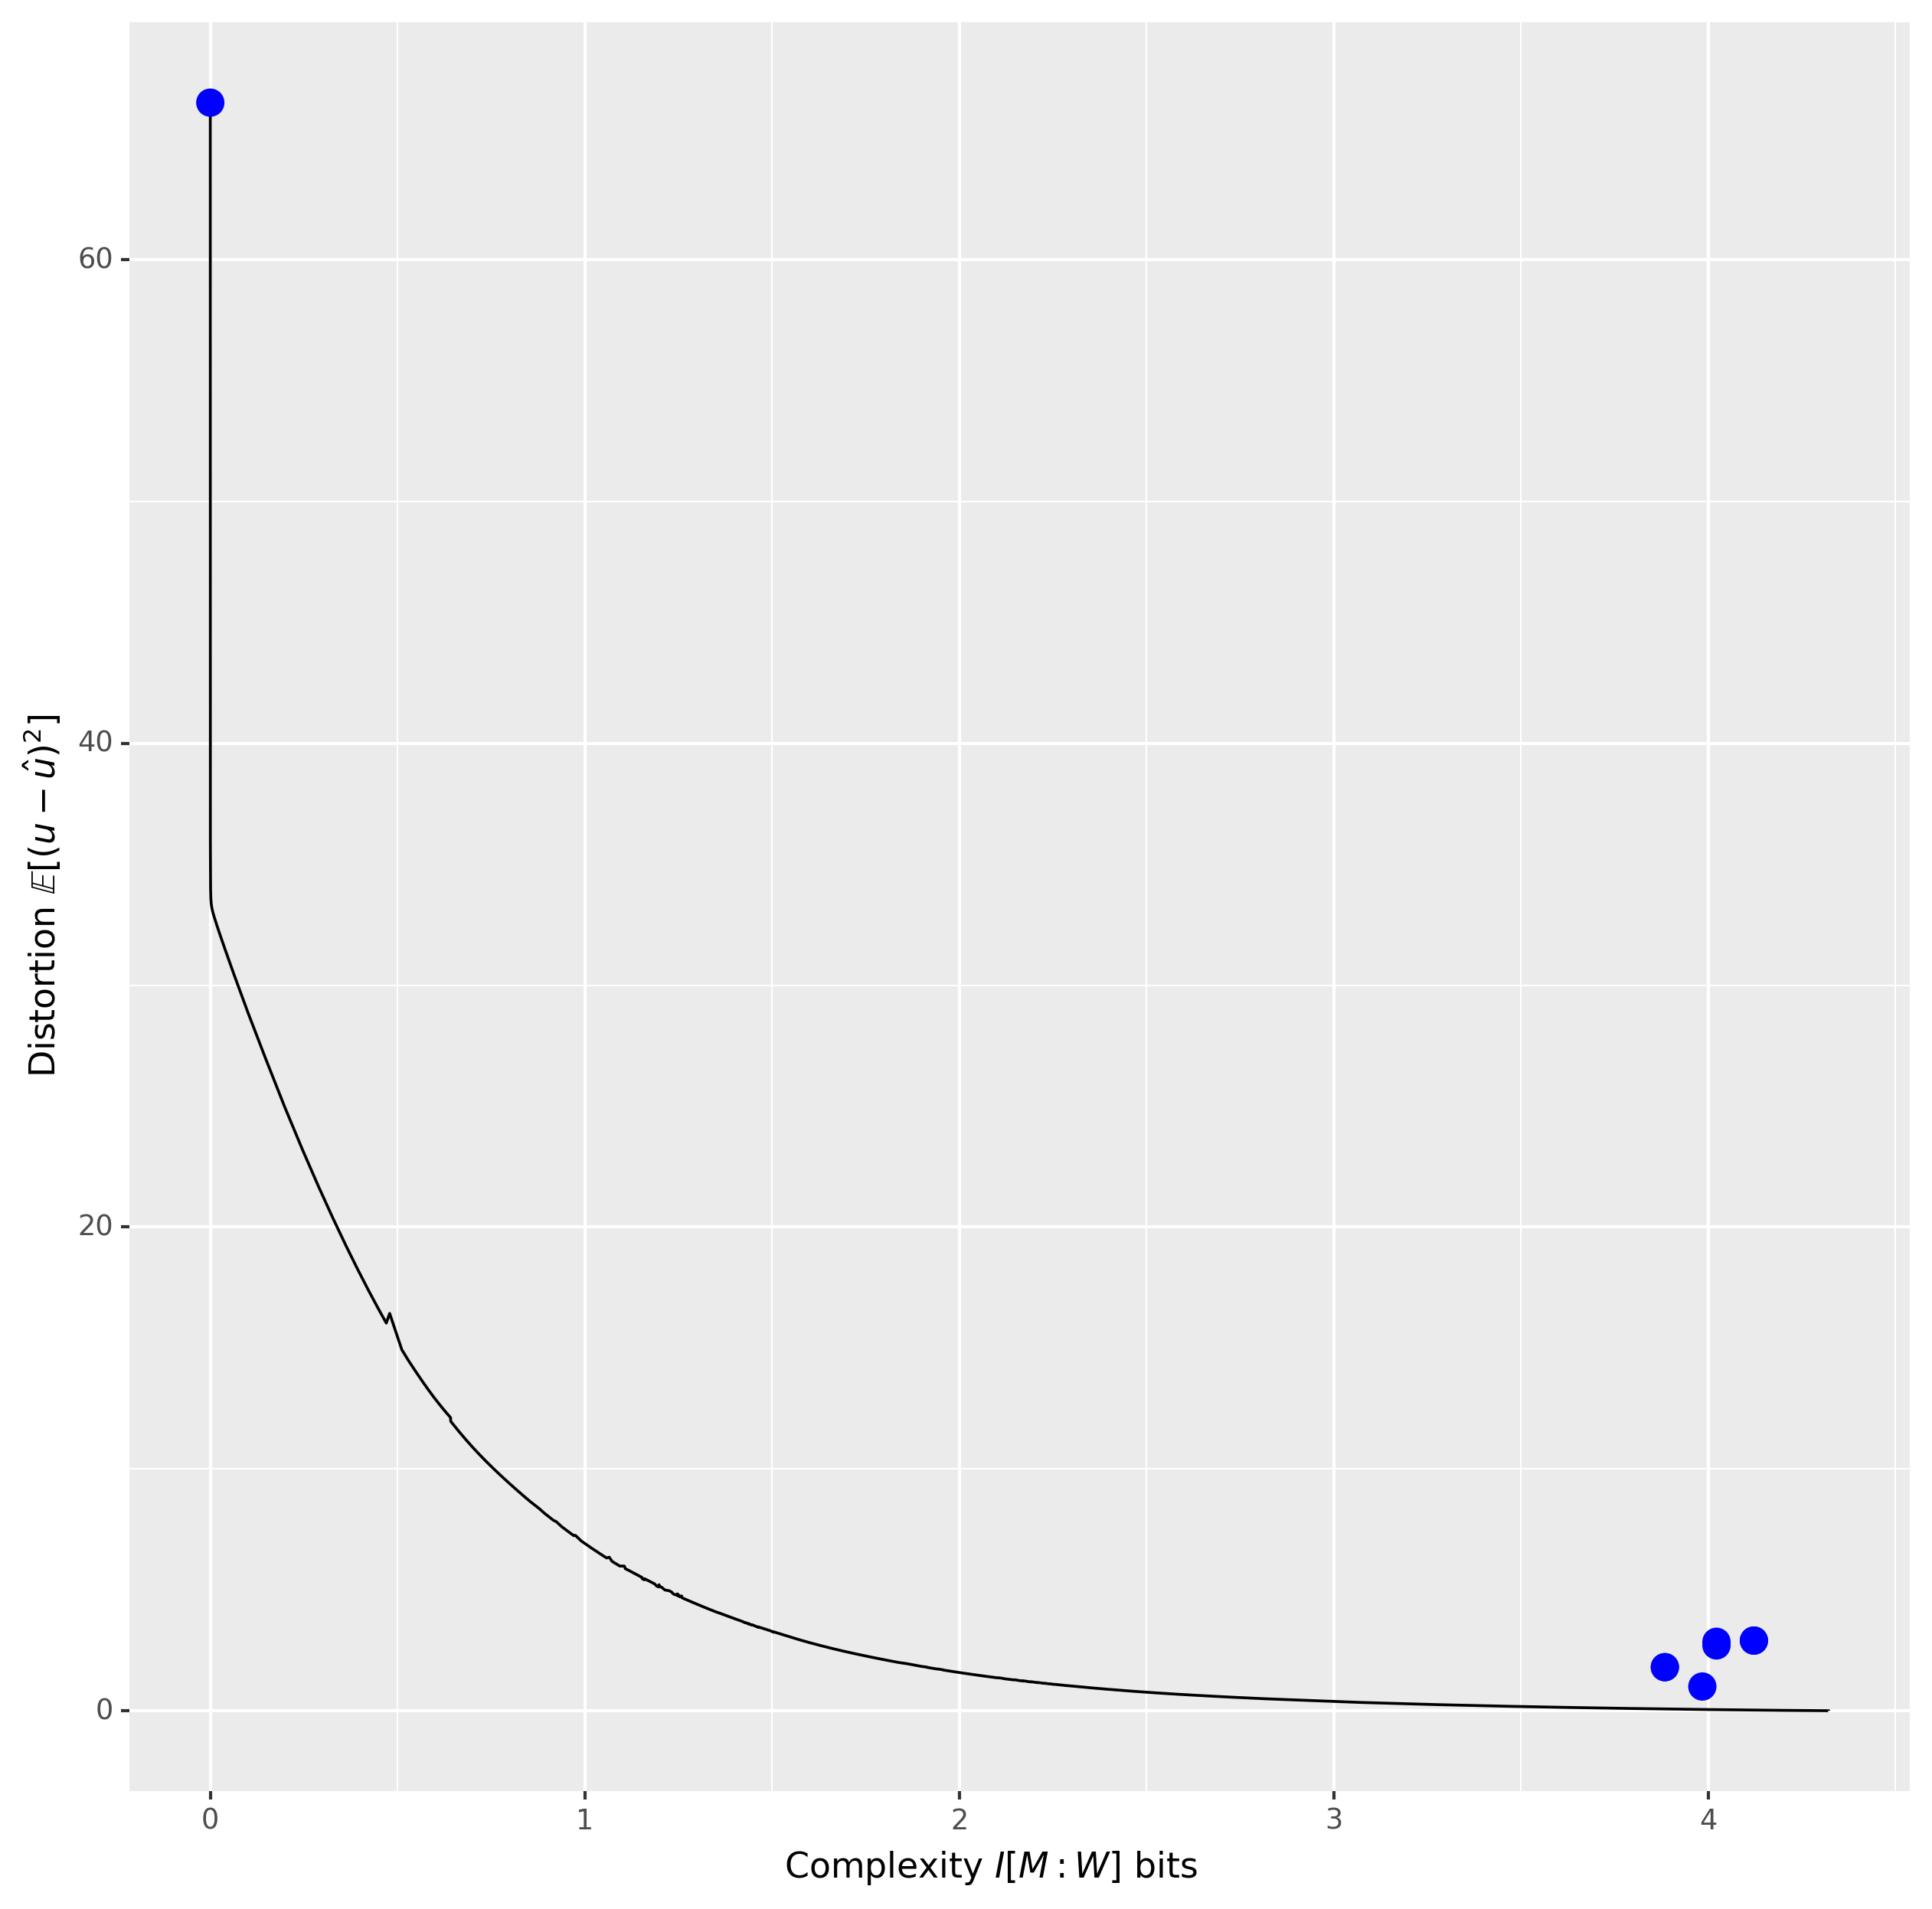 60
40
20
0
Distortion 𝔼[(u − û)²]
0 1 2 3 4
Complexity I[M : W] bits